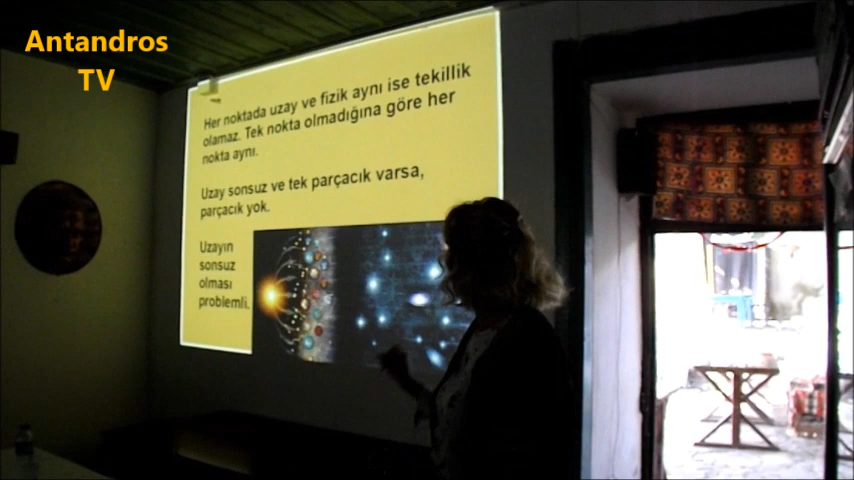 Antandros
TV
Her noktada uzay ve fizik aynı ise tekillik
olamaz. Tek nokta olmadığına göre her
nokta aynı.
Uzay sonsuz ve tek parçacık varsa,
parçacık yok.
Uzayın
sonsuz
olması
problemli.